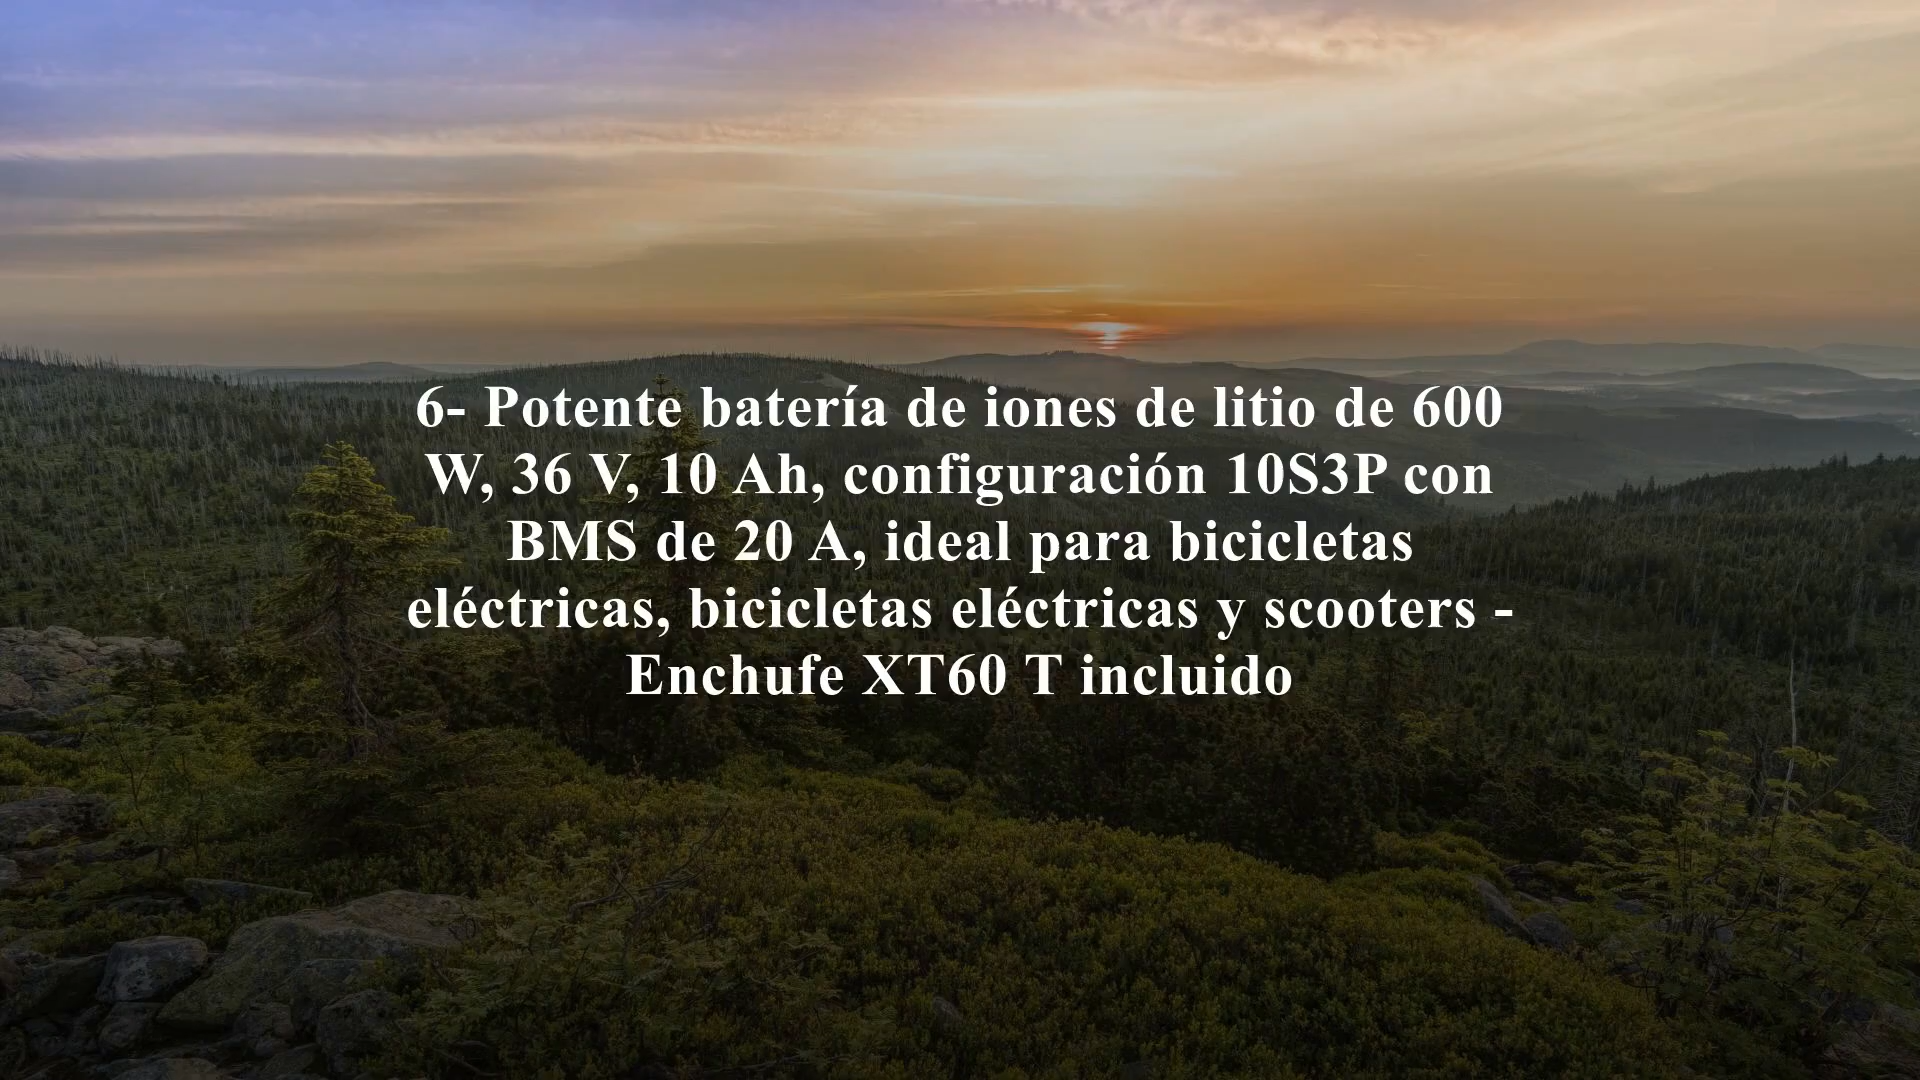 6- Potente batería de iones de litio de 600
W, 36 V, 10 Ah, configuración 10S3P con
BMS de 20 A, ideal para bicicletas
eléctricas, bicicletas eléctricas y scooters -
Enchufe XT60 T incluido